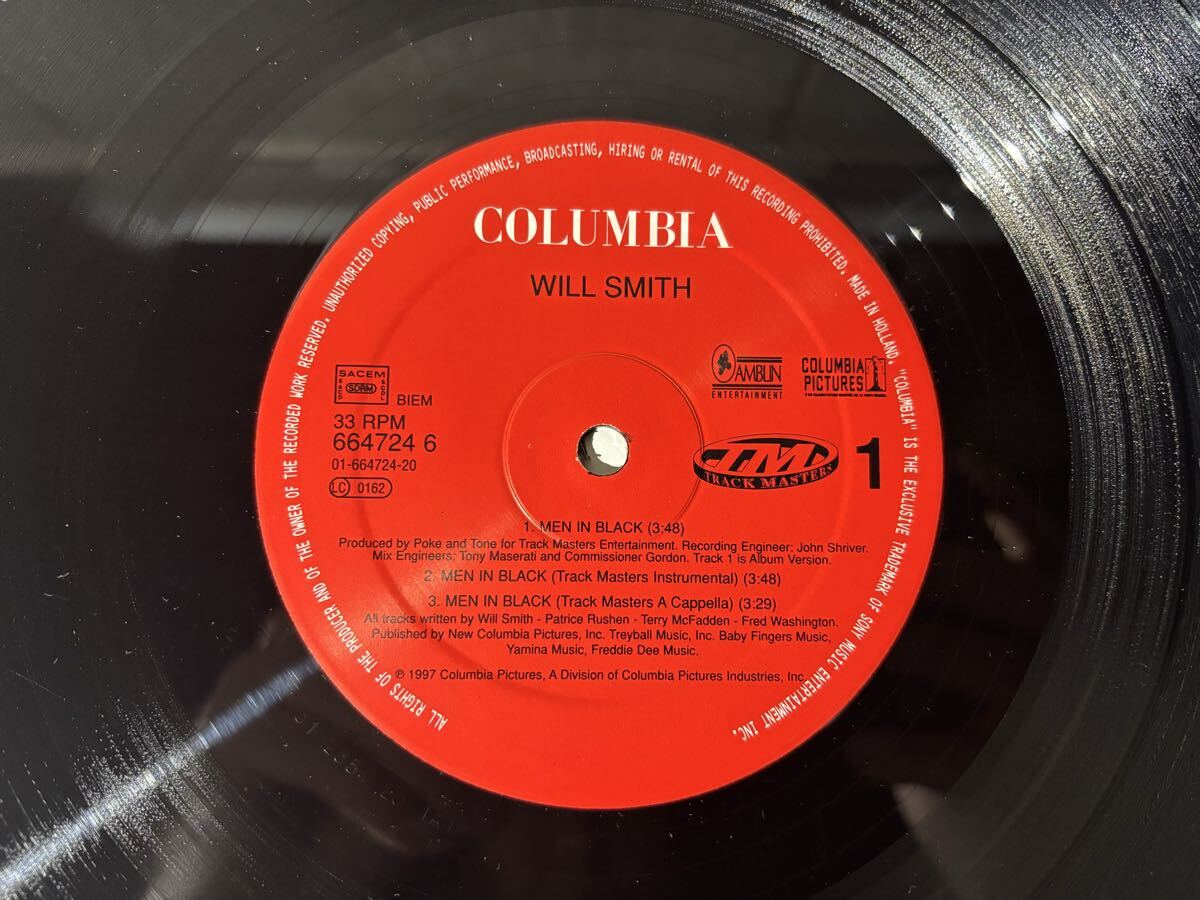 ALL RIGHTS OF THE PRODUCER AND OF THE OWNER OF THE RECORDED WORK RESERVED. UNAUTHORIZED COPYING, PUBLIC PERFORMANCE, BROADCASTING, HIRING OR RENTAL OF THIS RECORDING PROHIBITED. MADE IN HOLLAND. "COLUMBIA" IS THE EXCLUSIVE TRADEMARK OF SONY MUSIC ENTERTAINMENT INC.
COLUMBIA
WILL SMITH
SACEM
SACD
SDRM
SCDL
BIEM
33 RPM
664724 6
01-664724-20
LC 0162
AMBLIN
ENTERTAINMENT
COLUMBIA
PICTURES
TM
TRACK MASTERS
1
1. MEN IN BLACK (3:48)
Produced by Poke and Tone for Track Masters Entertainment. Recording Engineer: John Shriver.
Mix Engineers: Tony Maserati and Commissioner Gordon. Track 1 is Album Version.
2. MEN IN BLACK (Track Masters Instrumental) (3:48)
3. MEN IN BLACK (Track Masters A Cappella) (3:29)
All tracks written by Will Smith - Patrice Rushen - Terry McFadden - Fred Washington.
Published by New Columbia Pictures, Inc. Treyball Music, Inc. Baby Fingers Music,
Yamina Music, Freddie Dee Music.
℗ 1997 Columbia Pictures, A Division of Columbia Pictures Industries, Inc.